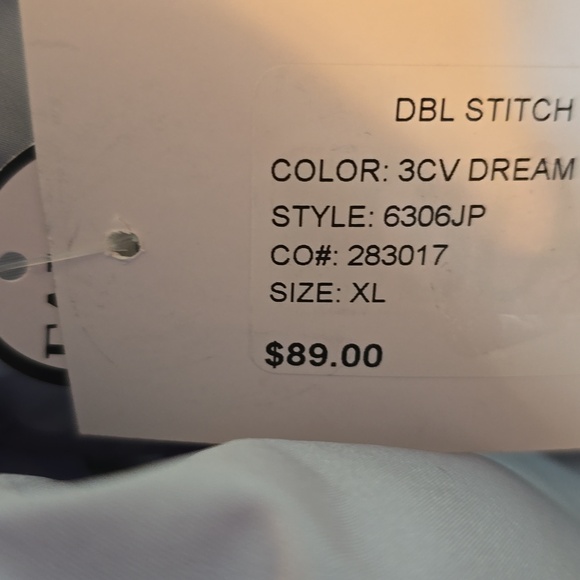 DBL STITCH
COLOR: 3CV DREAM
STYLE: 6306JP
CO#: 283017
SIZE: XL
$89.00